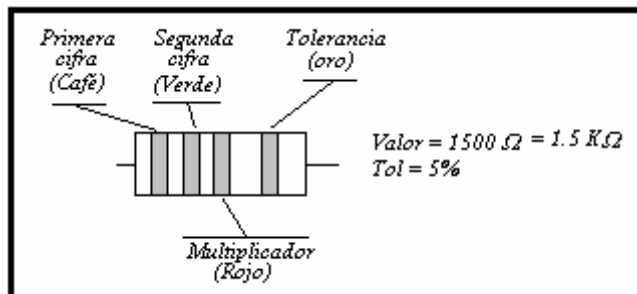 Primera
cifra
(Café)
Segunda
cifra
(Verde)
Tolerancia
(oro)
Valor = 1500 Ω = 1.5 KΩ
Tol = 5%
Multiplicador
(Rojo)